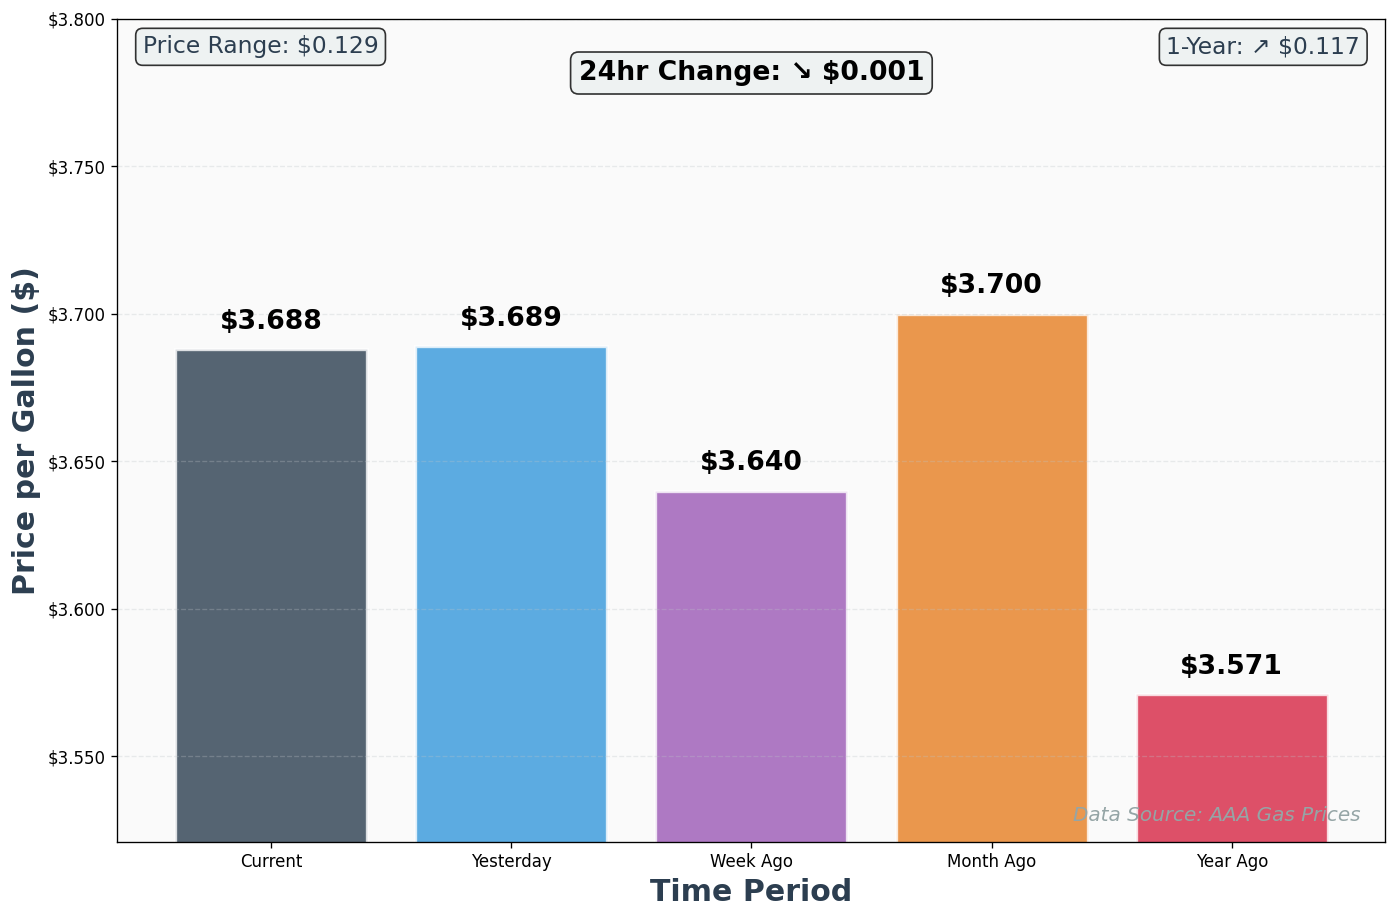 Price Range: $0.129
24hr Change: ↘ $0.001
1-Year: ↗ $0.117
Price per Gallon ($)
$3.800
$3.750
$3.700
$3.650
$3.600
$3.550
$3.688
$3.689
$3.640
$3.700
$3.571
Data Source: AAA Gas Prices
Current
Yesterday
Week Ago
Month Ago
Year Ago
Time Period